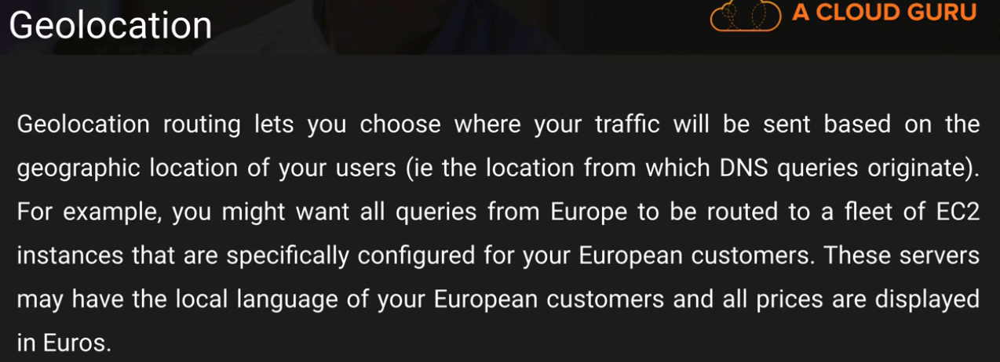 Geolocation
A CLOUD GURU
Geolocation routing lets you choose where your traffic will be sent based on the
geographic location of your users (ie the location from which DNS queries originate).
For example, you might want all queries from Europe to be routed to a fleet of EC2
instances that are specifically configured for your European customers. These servers
may have the local language of your European customers and all prices are displayed
in Euros.